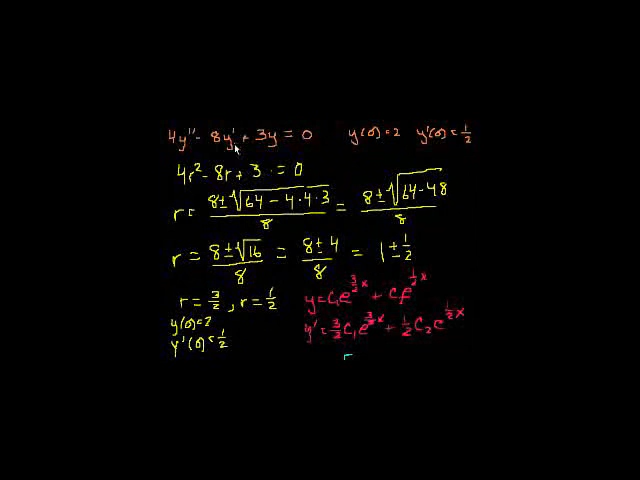 4y'' - 8y' + 3y = 0    y(0)=2    y'(0)=1/2
4r² - 8r + 3 = 0
r = (8 ± √(64 - 4·4·3))/8 = (8 ± √(64-48))/8
r = (8 ± √16)/8 = (8 ± 4)/8 = 1 ± 1/2
r = 3/2, r = 1/2
y(0)=2
y'(0)=1/2
y = C₁e^(3/2 x) + C₂e^(1/2 x)
y' = 3/2 C₁e^(3/2 x) + 1/2 C₂e^(1/2 x)